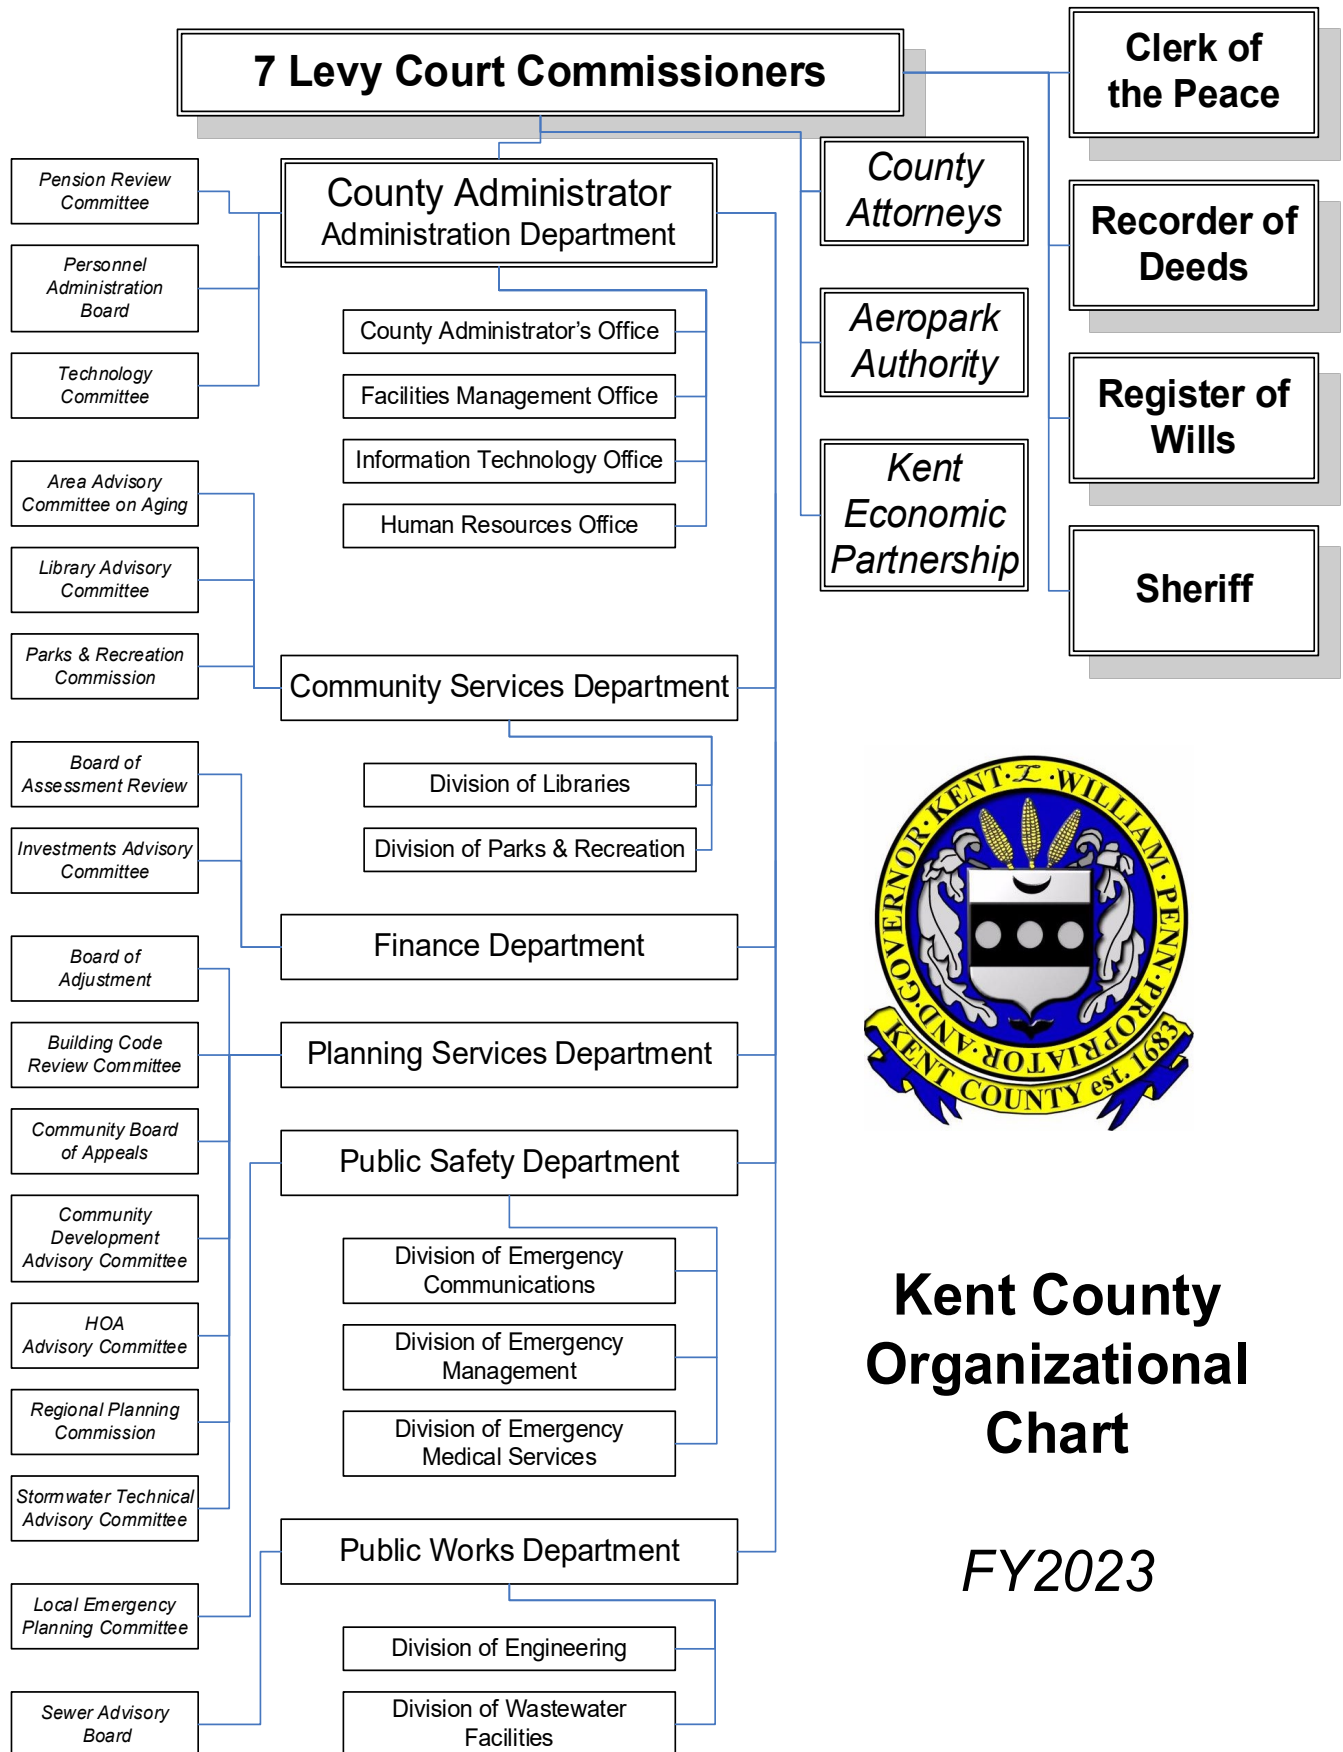 7 Levy Court Commissioners
Clerk of
the Peace
Recorder of
Deeds
Register of
Wills
Sheriff
County
Attorneys
Aeropark
Authority
Kent
Economic
Partnership
County Administrator
Administration Department
County Administrator’s Office
Facilities Management Office
Information Technology Office
Human Resources Office
Pension Review
Committee
Personnel
Administration
Board
Technology
Committee
Area Advisory
Committee on Aging
Library Advisory
Committee
Parks & Recreation
Commission
Community Services Department
Division of Libraries
Division of Parks & Recreation
Board of
Assessment Review
Investments Advisory
Committee
Finance Department
Board of
Adjustment
Building Code
Review Committee
Community Board
of Appeals
Community
Development
Advisory Committee
HOA
Advisory Committee
Regional Planning
Commission
Stormwater Technical
Advisory Committee
Planning Services Department
Public Safety Department
Division of Emergency
Communications
Division of Emergency
Management
Division of Emergency
Medical Services
Local Emergency
Planning Committee
Public Works Department
Division of Engineering
Division of Wastewater
Facilities
Sewer Advisory
Board
WILLIAM·PENN·PROPRIATOR·AND·GOVERNOR·KENT·
KENT COUNTY est. 1683
Kent County
Organizational
Chart
FY2023